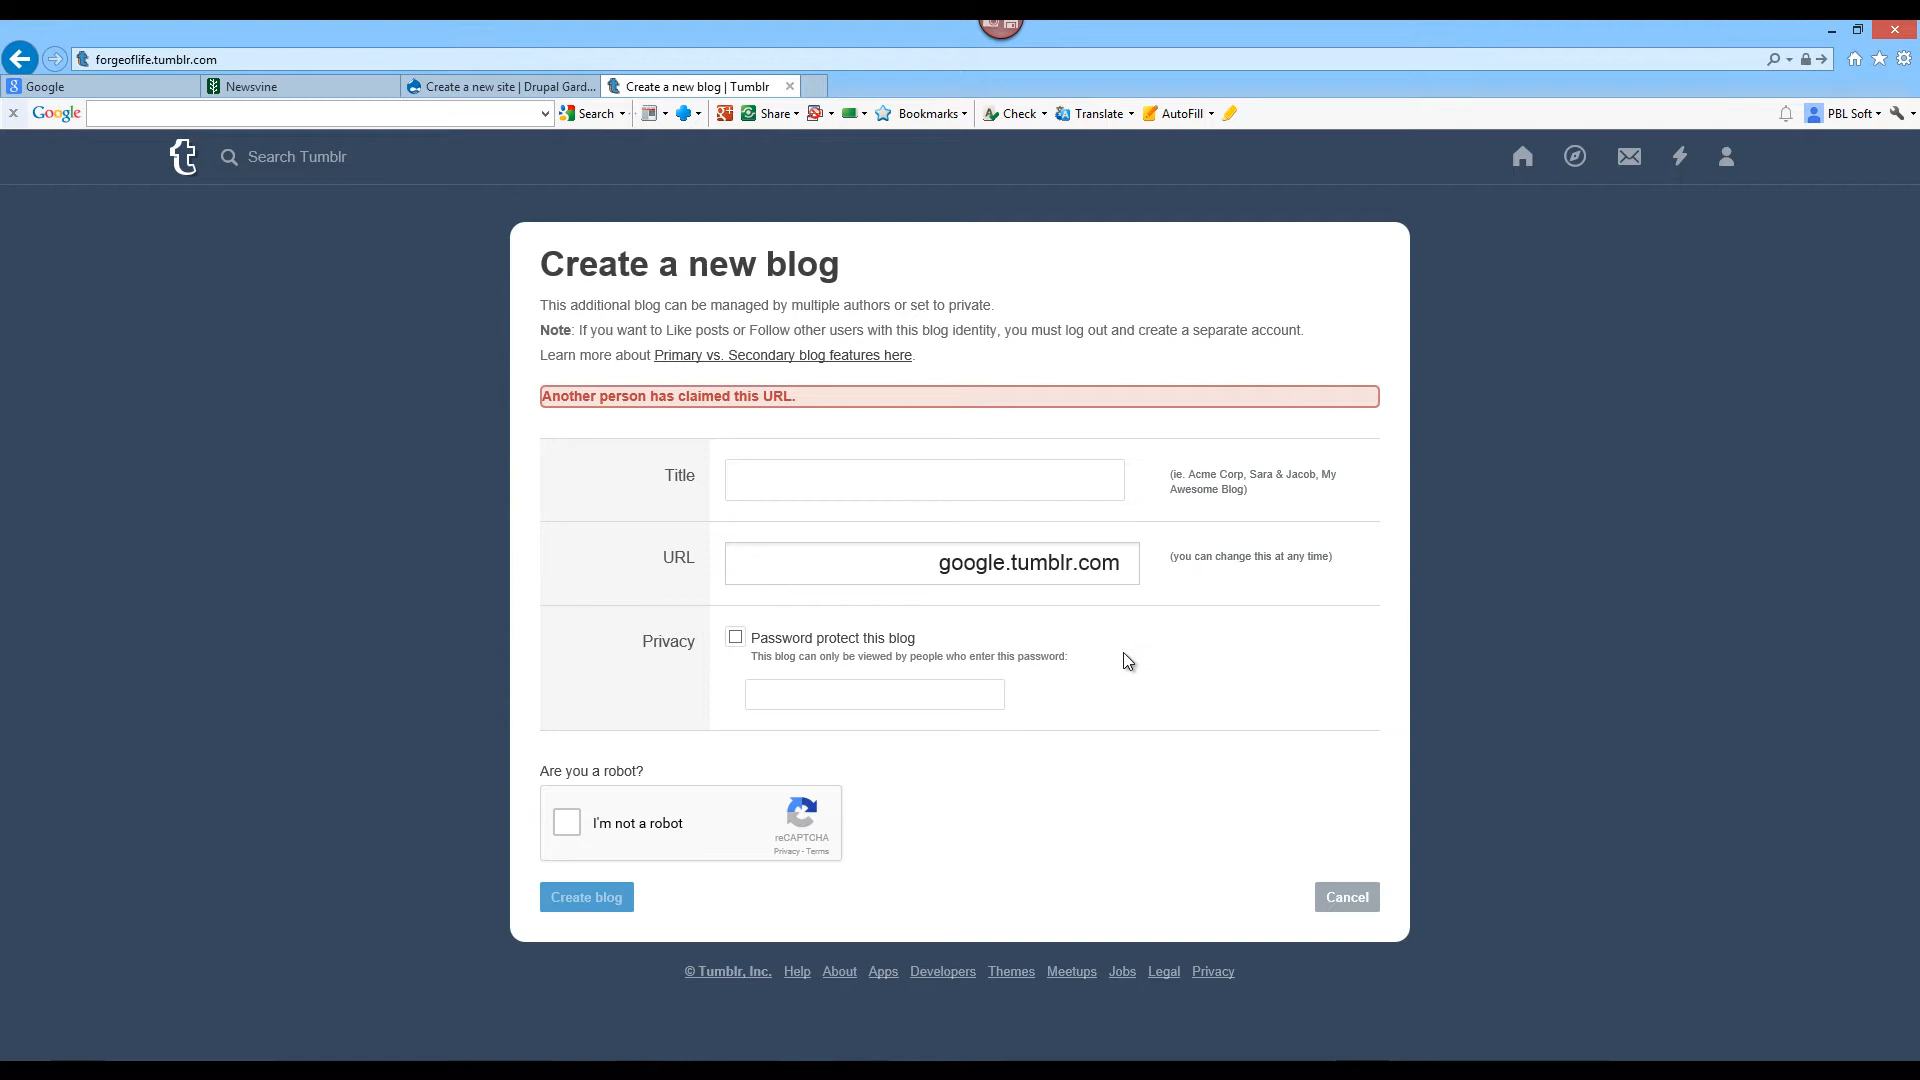 forgeoflife.tumblr.com
Google
Newsvine
Create a new site | Drupal Gard...
Create a new blog | Tumblr
Google
Search
Share
Bookmarks
Check
Translate
AutoFill
PBL Soft
Search Tumblr
Create a new blog
This additional blog can be managed by multiple authors or set to private.
Note: If you want to Like posts or Follow other users with this blog identity, you must log out and create a separate account.
Learn more about Primary vs. Secondary blog features here.
Another person has claimed this URL.
Title
(ie. Acme Corp, Sara & Jacob, My
Awesome Blog)
URL
google.tumblr.com
(you can change this at any time)
Privacy
Password protect this blog
This blog can only be viewed by people who enter this password:
Are you a robot?
I'm not a robot
reCAPTCHA
Privacy - Terms
Create blog
Cancel
© Tumblr, Inc. Help About Apps Developers Themes Meetups Jobs Legal Privacy